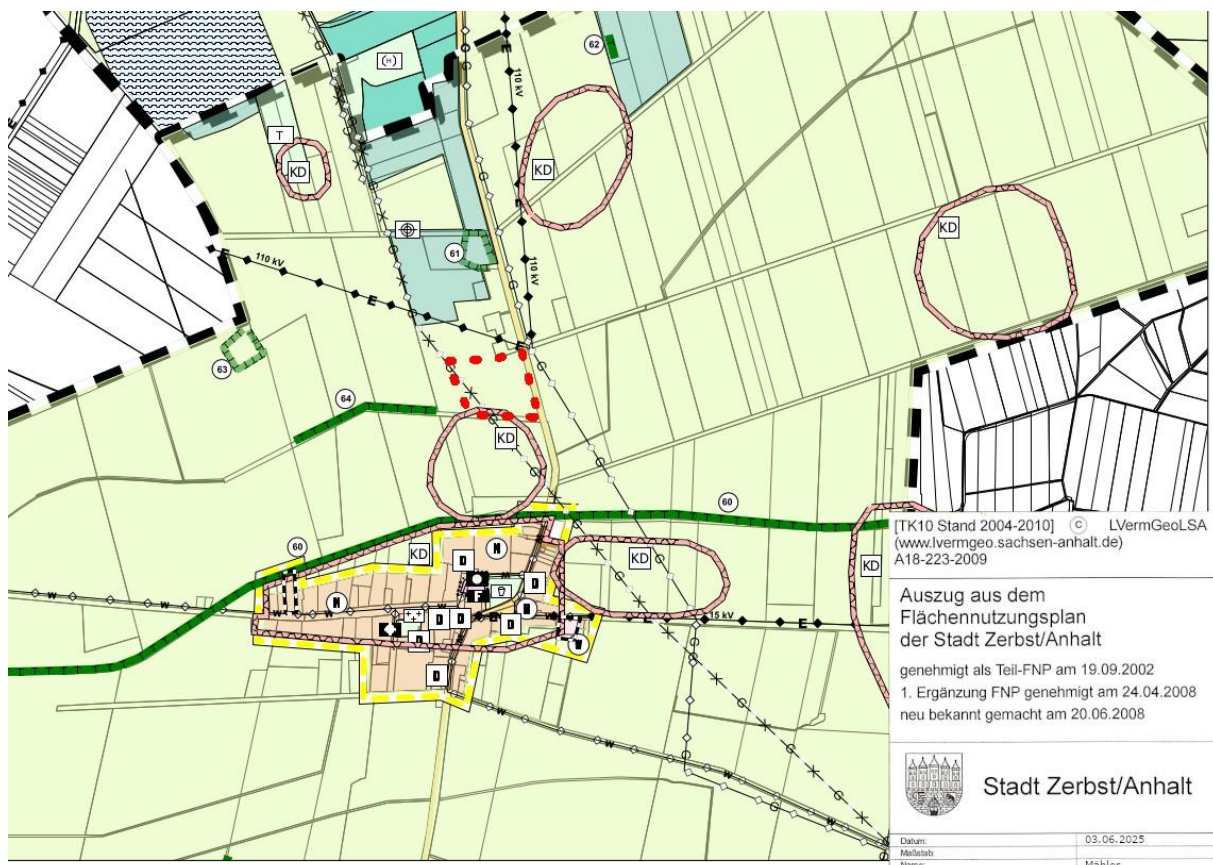 62
(H)
110 kV
E
T
KD
KD
KD
61
110 kV
E
110 kV
63
64
KD
60
[TK10 Stand 2004-2010] © LVermGeoLSA
(www.lvermgeo.sachsen-anhalt.de)
A18-223-2009
60
KD
M
D
KD
KD
D
M
F
W
M
D
D
D
15 kV
E
W
D
W
W
W
W
Auszug aus dem
Flächennutzungsplan
der Stadt Zerbst/Anhalt
genehmigt als Teil-FNP am 19.09.2002
1. Ergänzung FNP genehmigt am 24.04.2008
neu bekannt gemacht am 20.06.2008
Stadt Zerbst/Anhalt
Datum: 03.06.2025
Maßstab:
Name: Mähler